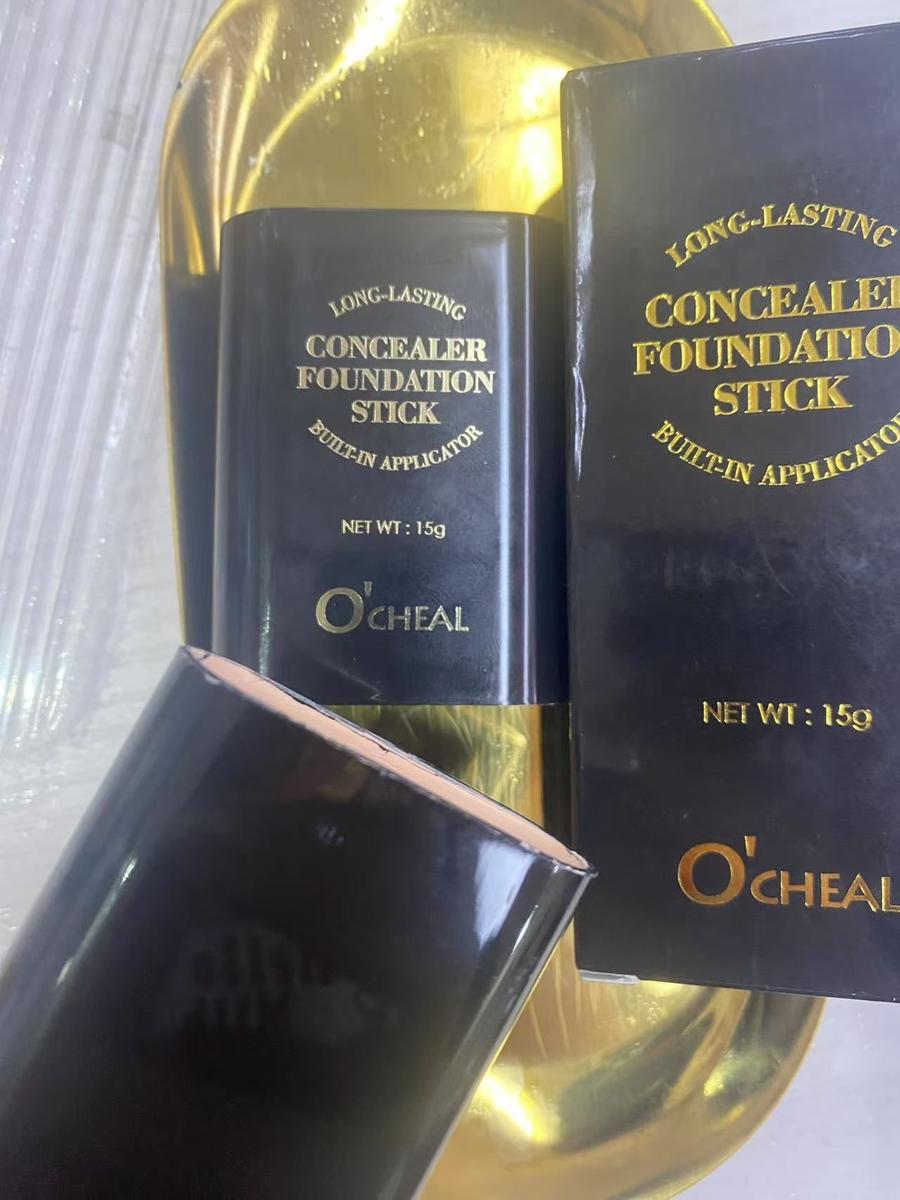 LONG-LASTING
CONCEALER
FOUNDATION
STICK
BUILT-IN APPLICATOR
NET WT : 15g
O'CHEAL
LONG-LASTING
CONCEALER
FOUNDATIO
STICK
BUILT-IN APPLICATOR
NET WT : 15g
O'CHEAL